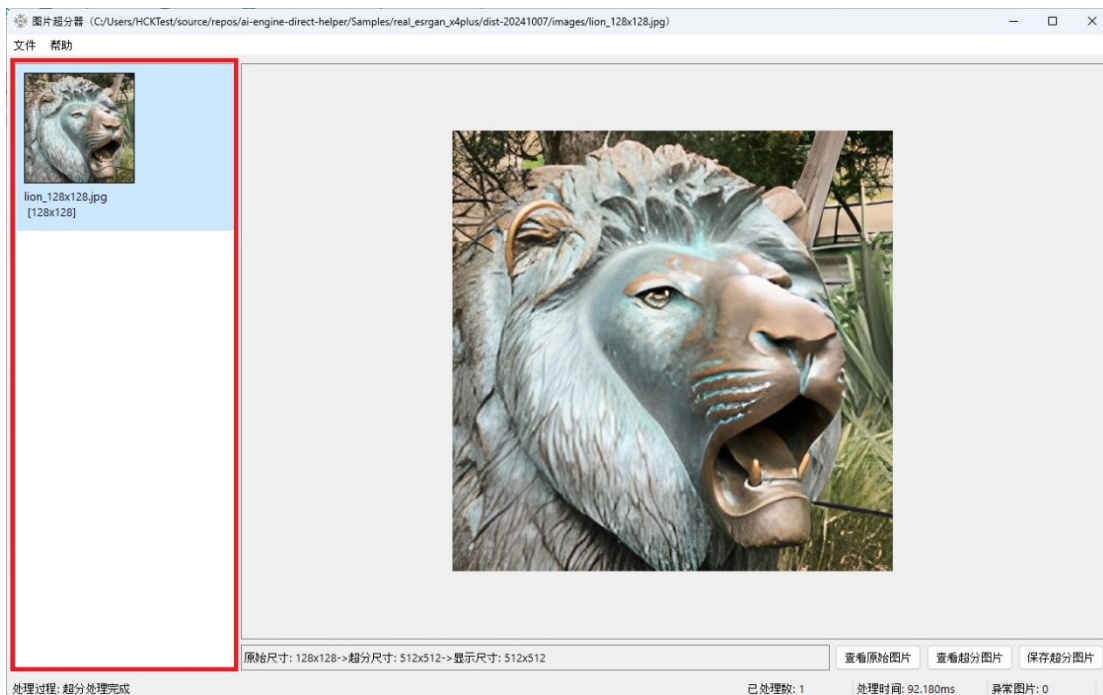 图片超分器（C:/Users/HCKTest/source/repos/ai-engine-direct-helper/Samples/real_esrgan_x4plus/dist-20241007/images/lion_128x128.jpg）
文件 帮助
lion_128x128.jpg
[128x128]
原始尺寸: 128x128->超分尺寸: 512x512->显示尺寸: 512x512
查看原始图片 查看超分图片 保存超分图片
处理过程: 超分处理完成 已处理数: 1 处理时间: 92.180ms 异常图片: 0